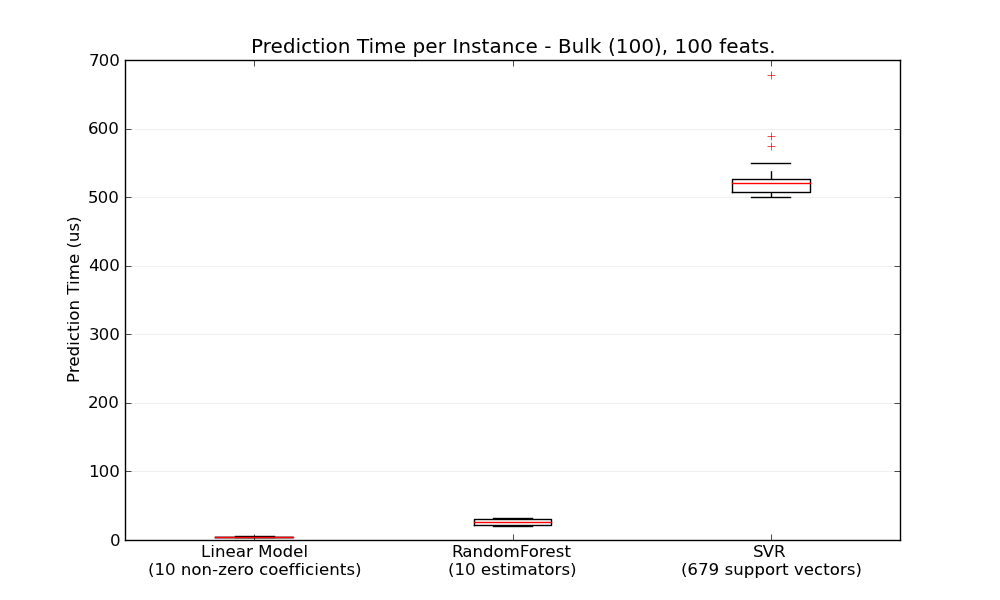 Prediction Time per Instance - Bulk (100), 100 feats.
700
600
500
400
300
200
100
0
Prediction Time (us)
Linear Model
(10 non-zero coefficients)
RandomForest
(10 estimators)
SVR
(679 support vectors)